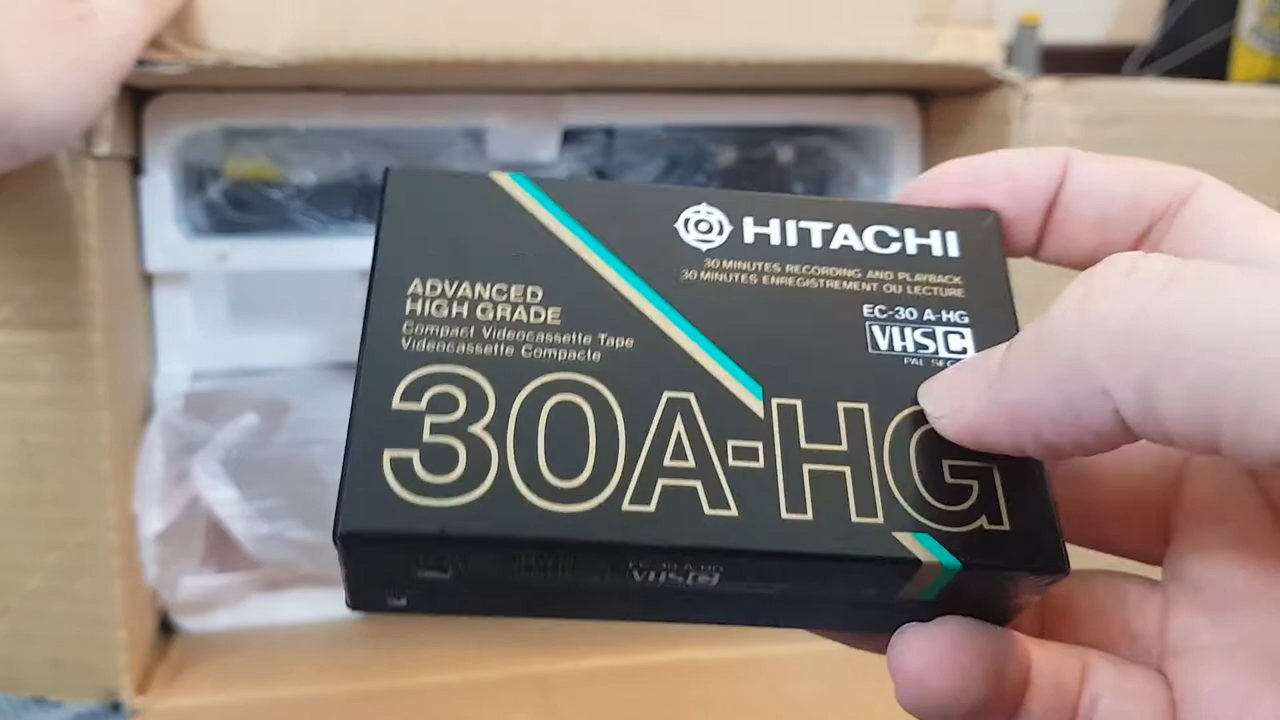 HITACHI
30 MINUTES RECORDING AND PLAYBACK
30 MINUTES ENREGISTREMENT OU LECTURE
EC-30 A-HG
VHS C
PAL
ADVANCED
HIGH GRADE
Compact Videocassette Tape
Videocassette Compacte
30A-HG
EC-30 A-HG
VHS C